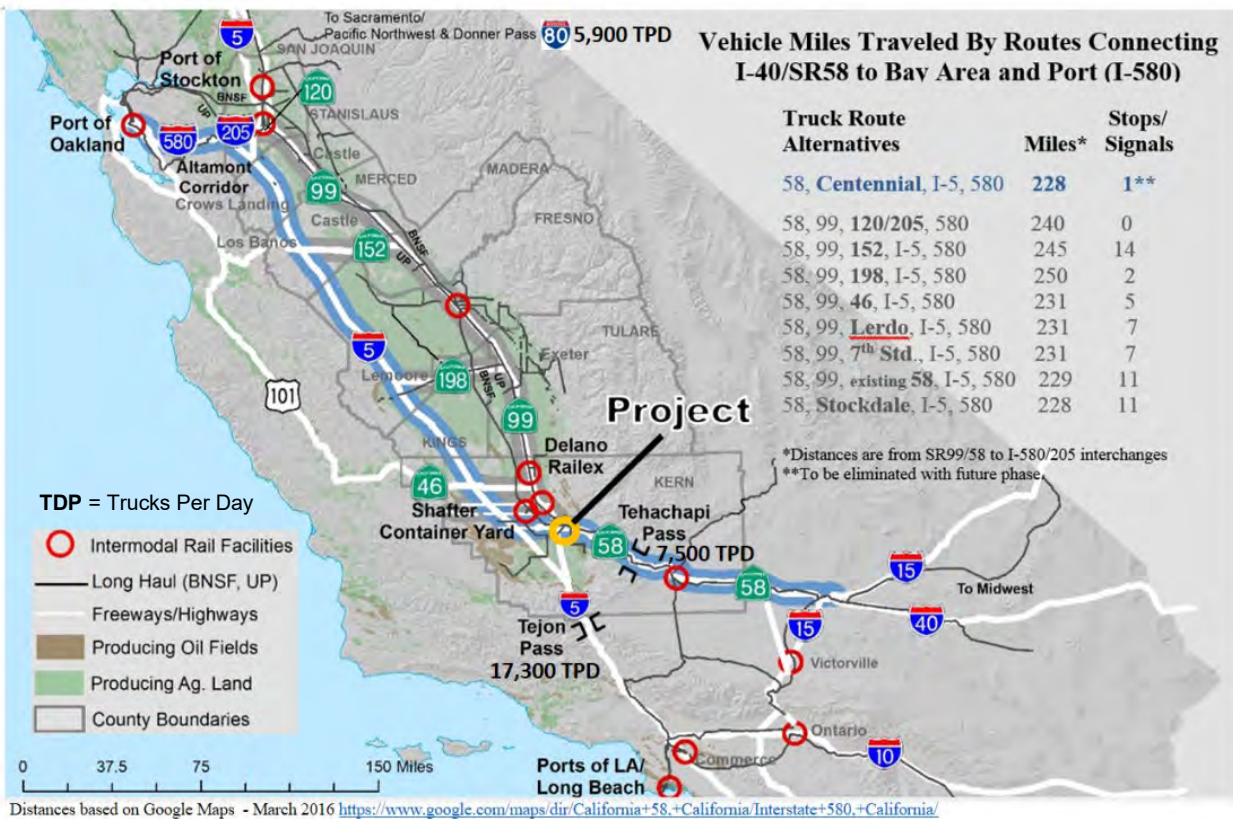 To Sacramento/
Pacific Northwest & Donner Pass 80 5,900 TPD
5
SAN JOAQUIN
Port of
Stockton
BNSF
UP
120
STANISLAUS
Port of
Oakland
580
205
Altamont
Corridor
Castle
99
MERCED
Crows Landing
Castle
MADERA
Los Banos
152
BNSF
UP
FRESNO
5
TULARE
Exeter
Lemoore
198
UP
BNSF
101
99
KINGS
Project
Delano
Railex
46
KERN
Shafter
Container Yard
Tehachapi
Pass
7,500 TPD
58
58
15
To Midwest
5
15
40
Tejon
Pass
17,300 TPD
Victorville
Ontario
Commerce
10
Ports of LA/
Long Beach
Vehicle Miles Traveled By Routes Connecting
I-40/SR58 to Bay Area and Port (I-580)
Truck Route Alternatives Miles* Stops/ Signals
58, Centennial, I-5, 580 228 1**
58, 99, 120/205, 580 240 0
58, 99, 152, I-5, 580 245 14
58, 99, 198, I-5, 580 250 2
58, 99, 46, I-5, 580 231 5
58, 99, Lerdo, I-5, 580 231 7
58, 99, 7th Std., I-5, 580 231 7
58, 99, existing 58, I-5, 580 229 11
58, Stockdale, I-5, 580 228 11
*Distances are from SR99/58 to I-580/205 interchanges
**To be eliminated with future phase.
TDP = Trucks Per Day
Intermodal Rail Facilities
Long Haul (BNSF, UP)
Freeways/Highways
Producing Oil Fields
Producing Ag. Land
County Boundaries
0 37.5 75 150 Miles
Distances based on Google Maps - March 2016 https://www.google.com/maps/dir/California+58,+California/Interstate+580,+California/